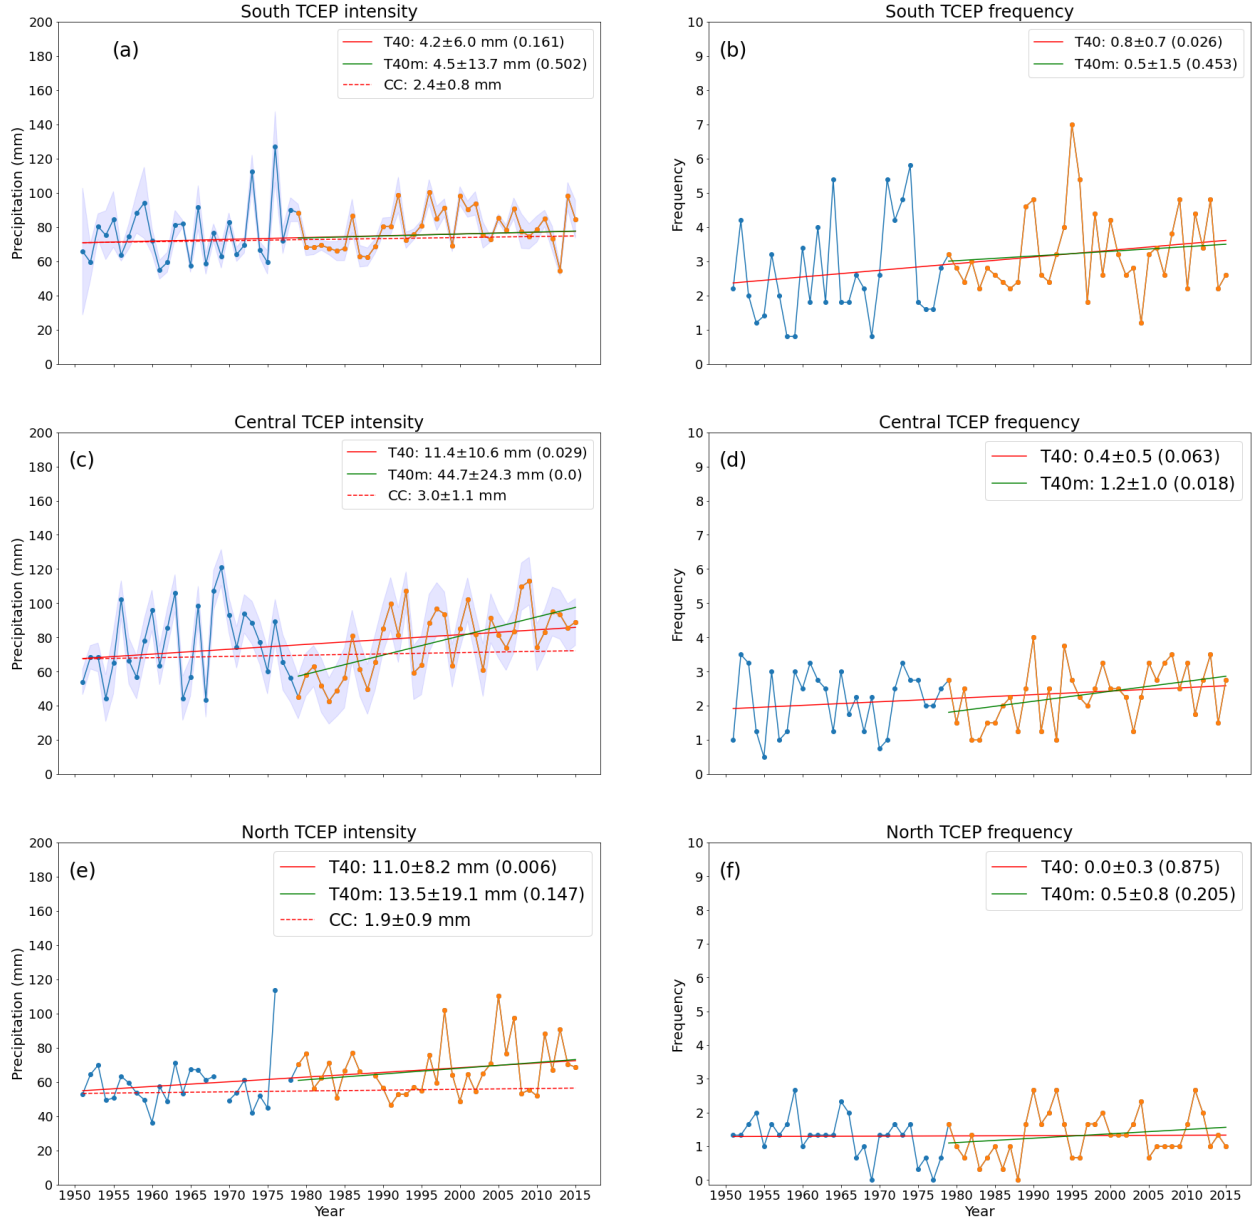 South TCEP intensity
(a)
T40: 4.2±6.0 mm (0.161)
T40m: 4.5±13.7 mm (0.502)
CC: 2.4±0.8 mm
Precipitation (mm)
200
180
160
140
120
100
80
60
40
20
0
South TCEP frequency
(b)
T40: 0.8±0.7 (0.026)
T40m: 0.5±1.5 (0.453)
Frequency
10
9
8
7
6
5
4
3
2
1
0
Central TCEP intensity
(c)
T40: 11.4±10.6 mm (0.029)
T40m: 44.7±24.3 mm (0.0)
CC: 3.0±1.1 mm
Precipitation (mm)
200
180
160
140
120
100
80
60
40
20
0
Central TCEP frequency
(d)
T40: 0.4±0.5 (0.063)
T40m: 1.2±1.0 (0.018)
Frequency
10
9
8
7
6
5
4
3
2
1
0
North TCEP intensity
(e)
T40: 11.0±8.2 mm (0.006)
T40m: 13.5±19.1 mm (0.147)
CC: 1.9±0.9 mm
Precipitation (mm)
200
180
160
140
120
100
80
60
40
20
0
1950 1955 1960 1965 1970 1975 1980 1985 1990 1995 2000 2005 2010 2015
Year
North TCEP frequency
(f)
T40: 0.0±0.3 (0.875)
T40m: 0.5±0.8 (0.205)
Frequency
10
9
8
7
6
5
4
3
2
1
0
1950 1955 1960 1965 1970 1975 1980 1985 1990 1995 2000 2005 2010 2015
Year